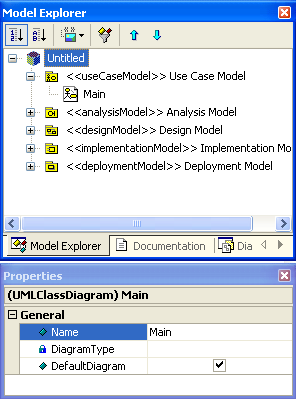 Model Explorer
Untitled
<<useCaseModel>> Use Case Model
Main
<<analysisModel>> Analysis Model
<<designModel>> Design Model
<<implementationModel>> Implementation Mo
<<deploymentModel>> Deployment Model
Model Explorer Documentation Dia
Properties
(UMLClassDiagram) Main
General
Name Main
DiagramType
DefaultDiagram